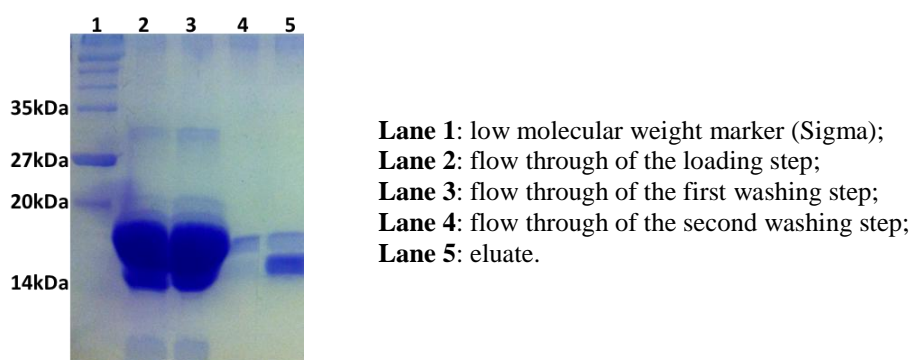 1 2 3 4 5
35kDa
27kDa
20kDa
14kDa
Lane 1: low molecular weight marker (Sigma);
Lane 2: flow through of the loading step;
Lane 3: flow through of the first washing step;
Lane 4: flow through of the second washing step;
Lane 5: eluate.